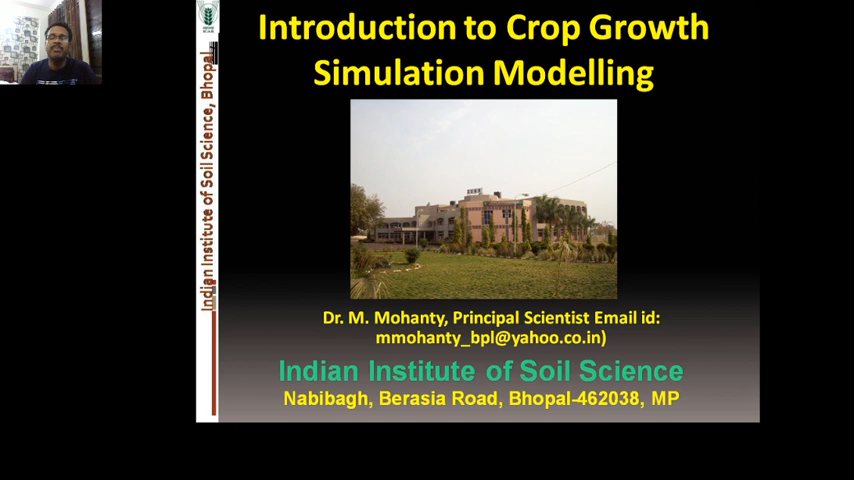 Introduction to Crop Growth
Simulation Modelling
Indian Institute of Soil Science, Bhopal
Dr. M. Mohanty, Principal Scientist Email id:
mmohanty_bpl@yahoo.co.in)
Indian Institute of Soil Science
Nabibagh, Berasia Road, Bhopal-462038, MP